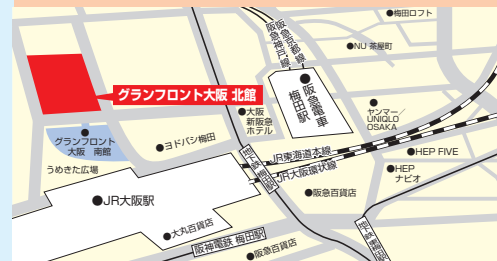 梅田ロフト
阪急京都線
阪急神戸・線
NU 茶屋町
グランフロント大阪 北館
阪急電車
梅田駅
大阪
新阪急
ホテル
ヤンマー／
UNIQLO
OSAKA
グランフロント
大阪 南館
ヨドバシ梅田
うめきた広場
JR東海道本線
JR大阪環状線
HEP FIVE
HEP
ナビオ
地下鉄梅田駅
JR大阪駅
阪急百貨店
大丸百貨店
阪神電鉄 梅田駅
阪急百貨店